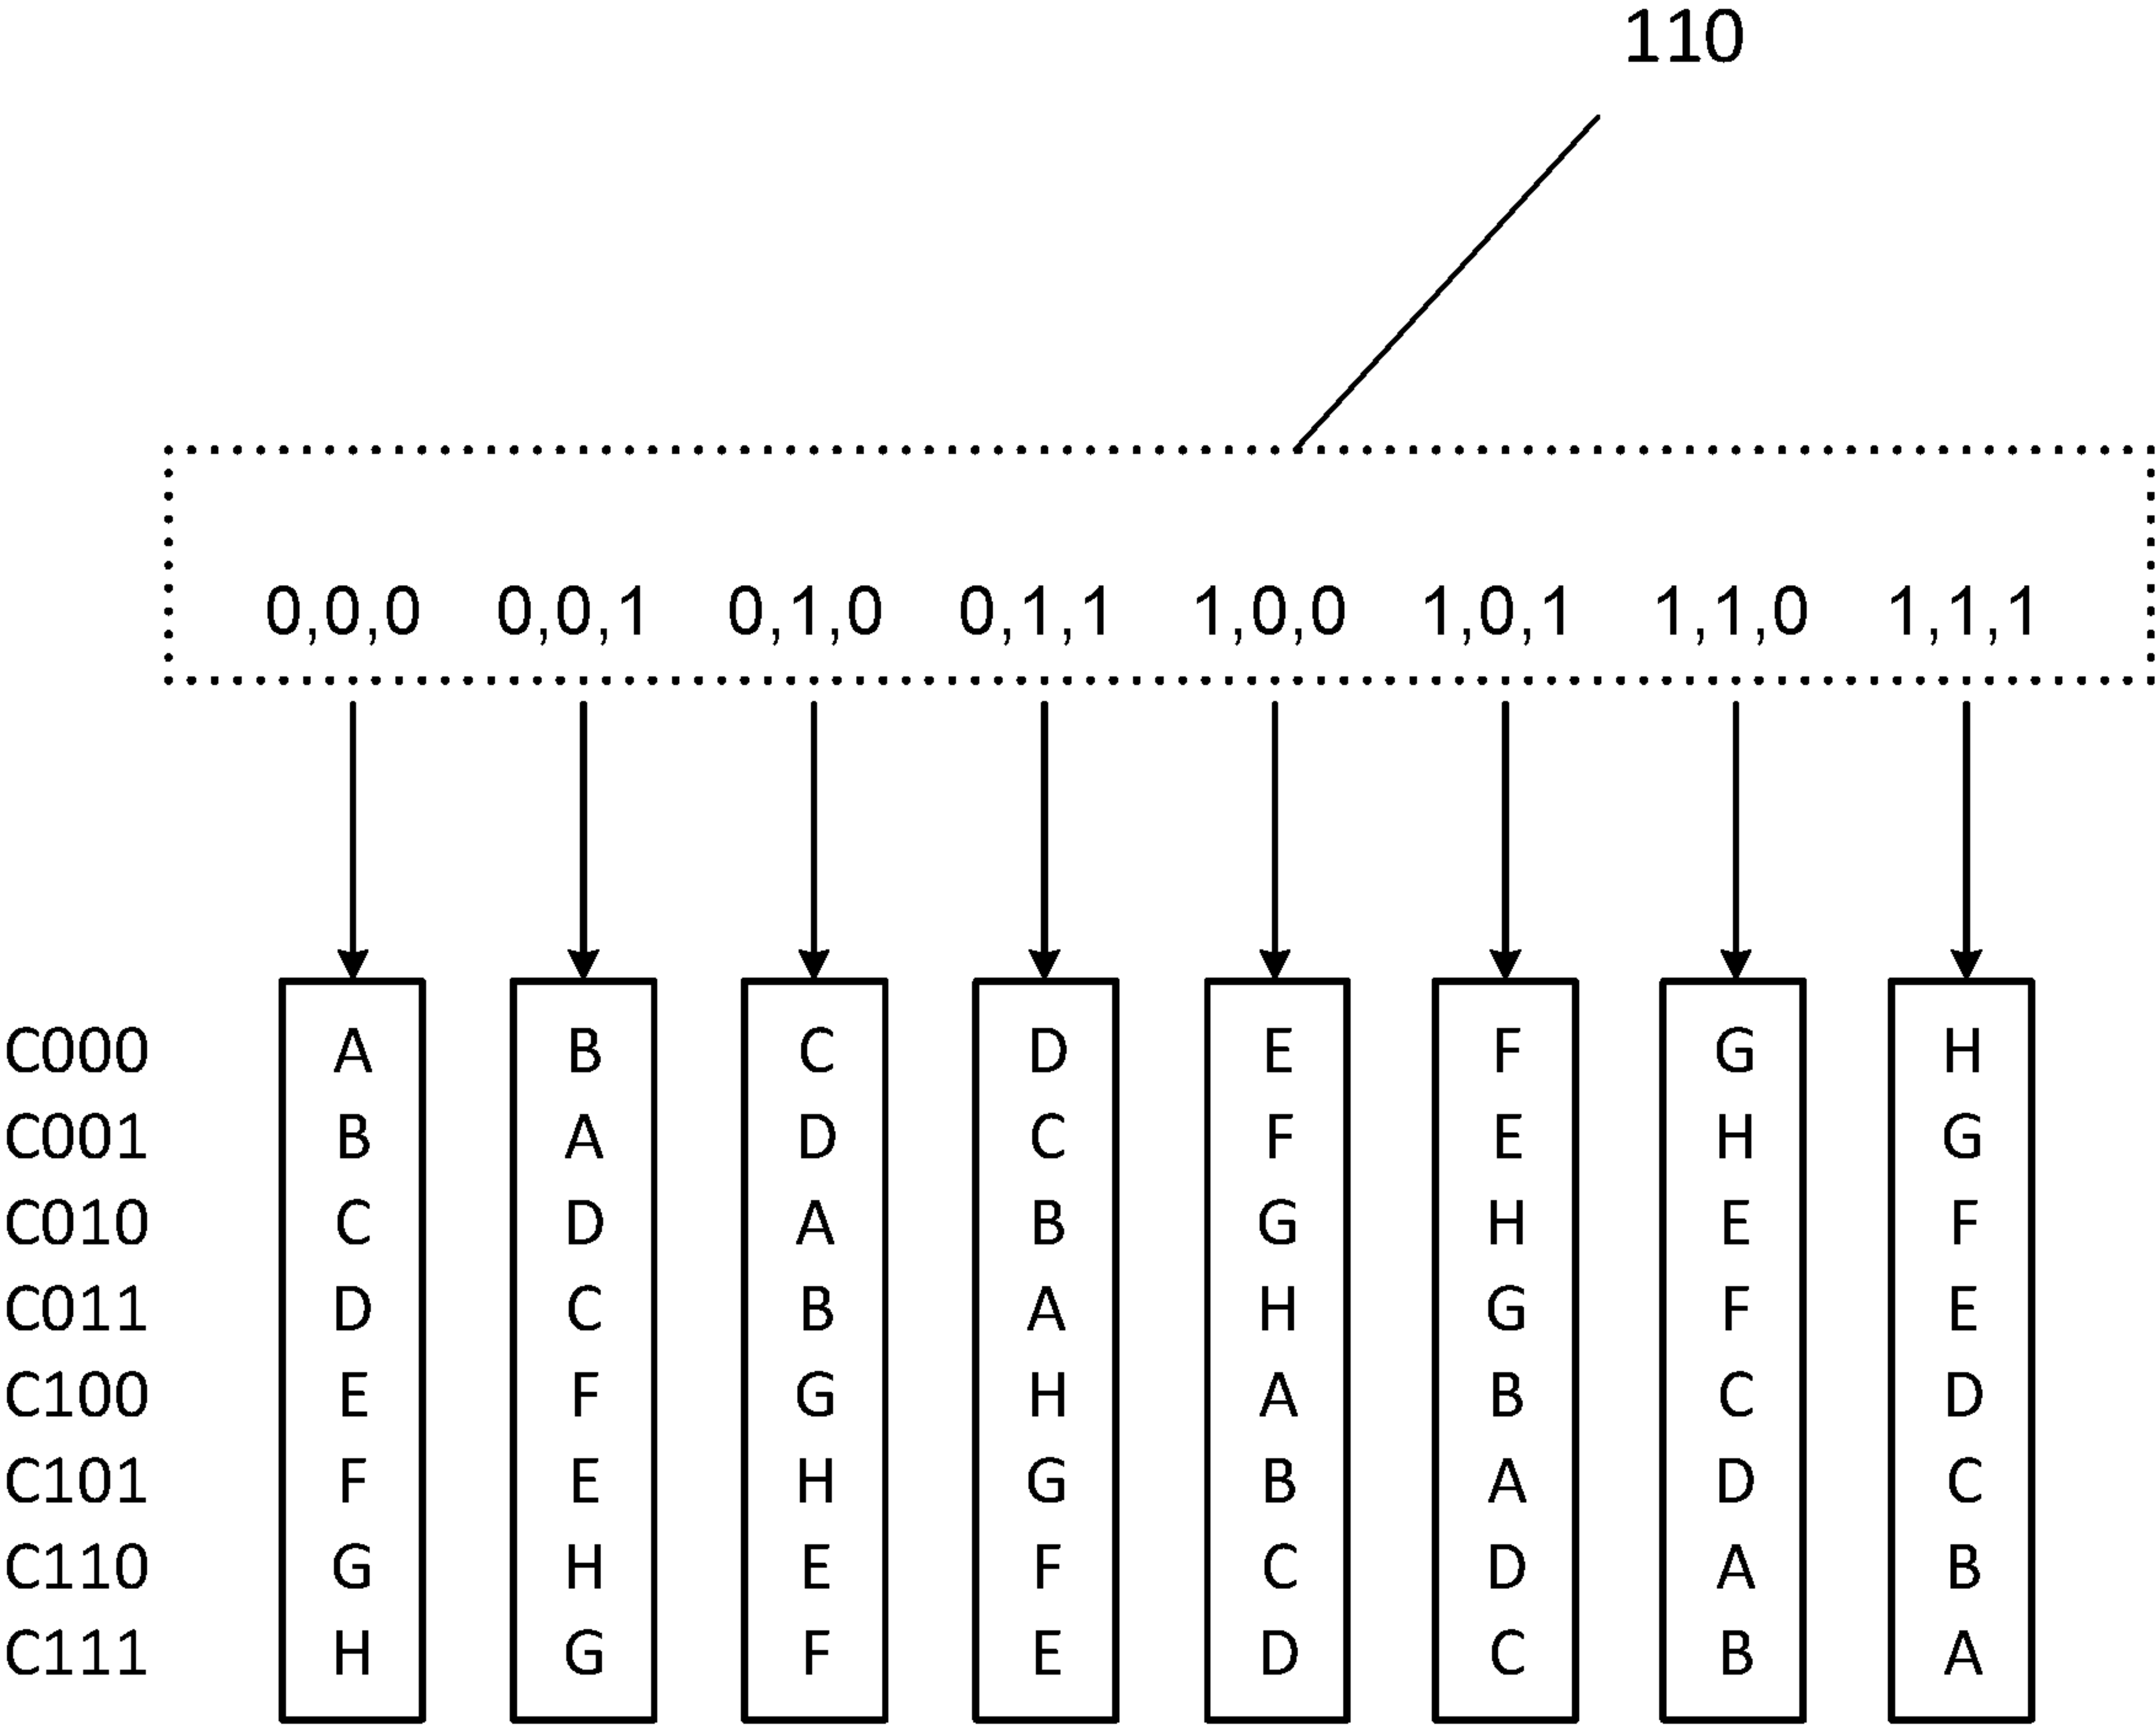 110
0,0,0 0,0,1 0,1,0 0,1,1 1,0,0 1,0,1 1,1,0 1,1,1
C000 A B C D E F G H
C001 B A D C F E H G
C010 C D A B G H E F
C011 D C B A H G F E
C100 E F G H A B C D
C101 F E H G B A D C
C110 G H E F C D A B
C111 H G F E D C B A